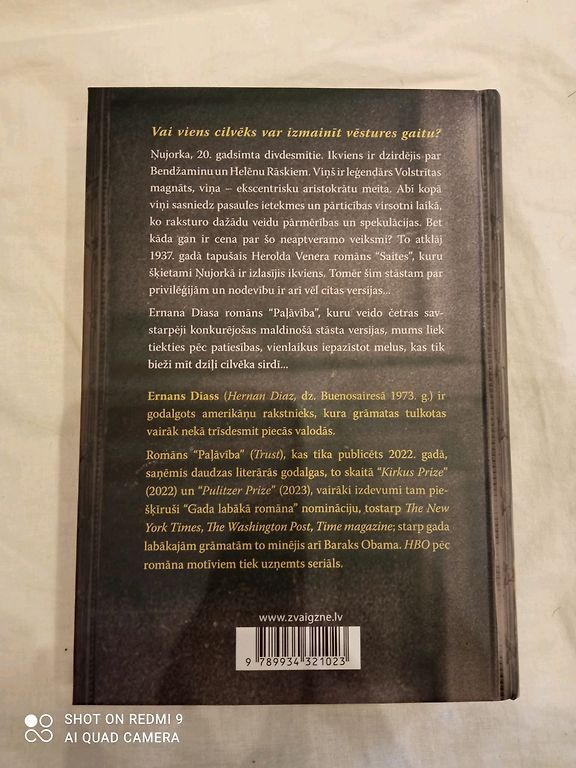 Vai viens cilvēks var izmainīt vēstures gaitu?
Ņujorka, 20. gadsimta divdesmitie. Ikviens ir dzirdējis par
Bendžaminu un Helēnu Raskiem. Viņš ir leģendārs Volstrītas
magnāts, viņa – ekscentrisku aristokrātu meita. Abi kopā
viņi sasniedz pasaules ietekmes un pārticības virsotni laikā,
ko raksturo dažādu veidu pārmērības un spekulācijas. Bet
kāda gan ir cena par šo neaptveramo veiksmi? To atklāj
1937. gadā tapušais Herolda Venera romāns “Saites”, kuru
šķietami Ņujorkā ir izlasījis ikviens. Tomēr šim stāstam par
privilēģijām un nodevību ir arī vēl citas versijas...
Ernana Diasa romāns “Paļāvība”, kuru veido četras sav-
starpēji konkurējošas maldinošā stāsta versijas, mums liek
tiekties pēc patiesības, vienlaikus iepazīstot melus, kas tik
bieži mīt dziļi cilvēka sirdī...
Ernans Diass (Hernan Diaz, dz. Buenosairesā 1973. g.) ir
godalgots amerikāņu rakstnieks, kura grāmatas tulkotas
vairāk nekā trīsdesmit piecās valodās.
Romāns “Paļāvība” (Trust), kas tika publicēts 2022. gadā,
saņēmis daudzas literārās godalgas, to skaitā “Kirkus Prize”
(2022) un “Pulitzer Prize” (2023), vairāki izdevumi tam pie-
šķīruši “Gada labākā romāna” nomināciju, tostarp The New
York Times, The Washington Post, Time magazine; starp gada
labākajām grāmatām to minējis arī Baraks Obama. HBO pēc
romāna motīviem tiek uzņemts seriāls.
www.zvaigzne.lv
9 789934 321023
SHOT ON REDMI 9
AI QUAD CAMERA